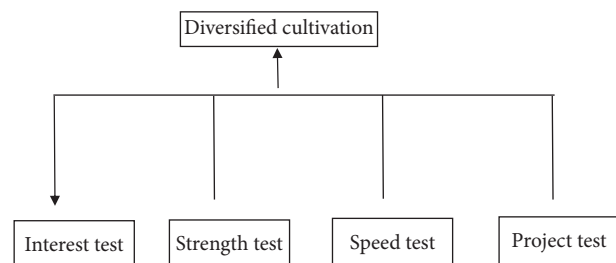 Diversified cultivation
Interest test
Strength test
Speed test
Project test